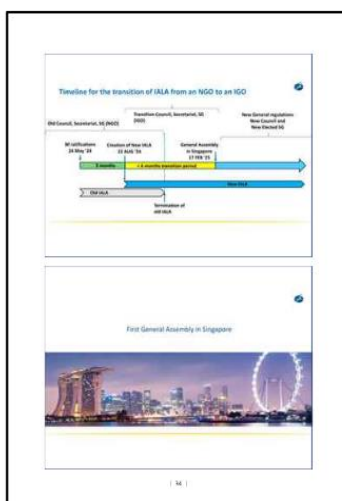 Timeline for the transition of IALA from an NGO to an IGO
Transition Council, Secretariat, SG
(IGO)
New General regulations
New Council and
New Elected SG
Old Council, Secretariat, SG (NGO)
ratifications
24 May '24
Creation of New IALA
22 AUG '24
General Assembly
in Singapore
17 FEB '25
3 months
< 6 months transition period
New IALA
Old IALA
Termination of
old IALA
First General Assembly in Singapore